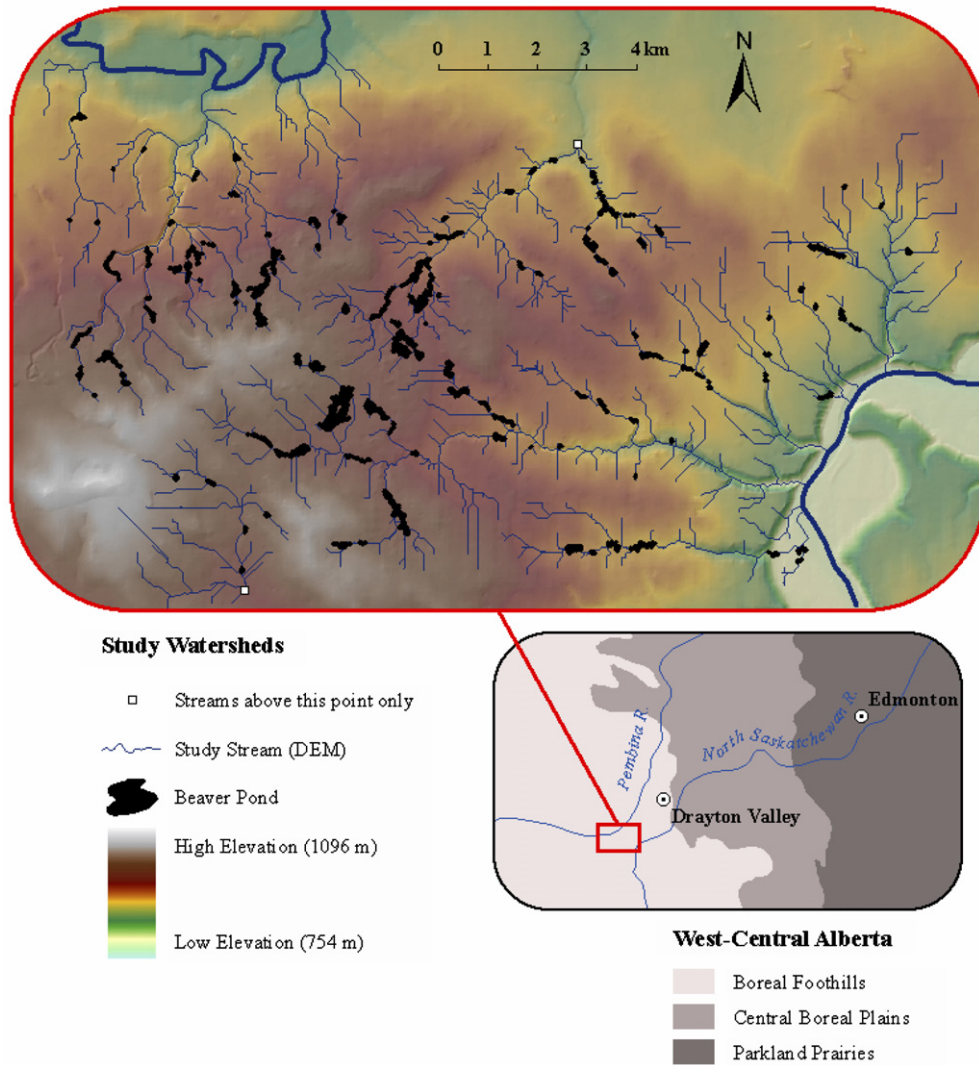 0 1 2 3 4 km
N
Study Watersheds
Streams above this point only
Study Stream (DEM)
Beaver Pond
High Elevation (1096 m)
Low Elevation (754 m)
Pembina R.
North Saskatchewan R.
Edmonton
Drayton Valley
West-Central Alberta
Boreal Foothills
Central Boreal Plains
Parkland Prairies